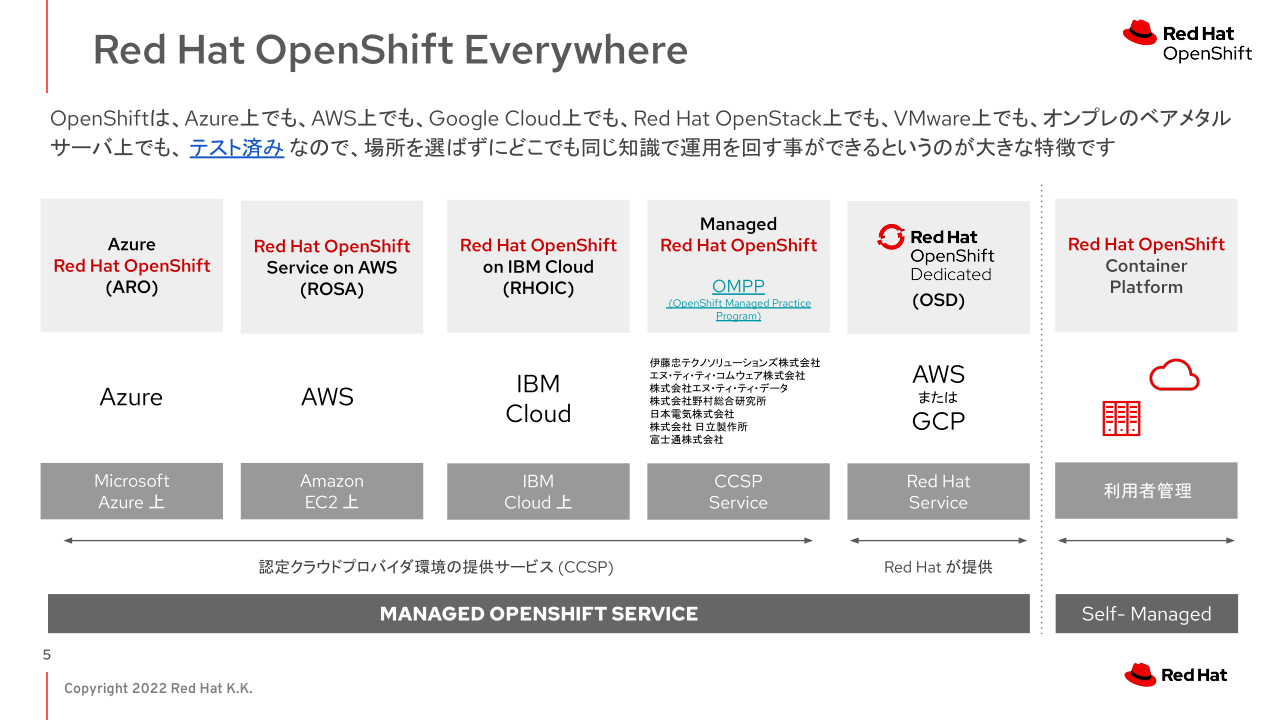 Red Hat OpenShift Everywhere
Red Hat
OpenShift
OpenShiftは、Azure上でも、AWS上でも、Google Cloud上でも、Red Hat OpenStack上でも、VMware上でも、オンプレのベアメタル
サーバ上でも、 テスト済み なので、場所を選ばずにどこでも同じ知識で運用を回す事ができるというのが大きな特徴です
Azure
Red Hat OpenShift
(ARO)
Red Hat OpenShift
Service on AWS
(ROSA)
Red Hat OpenShift
on IBM Cloud
(RHOIC)
Managed
Red Hat OpenShift
OMPP
(OpenShift Managed Practice
Program)
Red Hat
OpenShift
Dedicated
(OSD)
Red Hat OpenShift
Container
Platform
Azure
AWS
IBM
Cloud
伊藤忠テクノソリューションズ株式会社
エヌ・ティ・ティ・コムウェア株式会社
株式会社エヌ・ティ・ティ・データ
株式会社野村総合研究所
日本電気株式会社
株式会社 日立製作所
富士通株式会社
AWS
または
GCP
Microsoft
Azure 上
Amazon
EC2 上
IBM
Cloud 上
CCSP
Service
Red Hat
Service
利用者管理
認定クラウドプロバイダ環境の提供サービス (CCSP)
Red Hat が提供
MANAGED OPENSHIFT SERVICE
Self- Managed
5
Copyright 2022 Red Hat K.K.
Red Hat